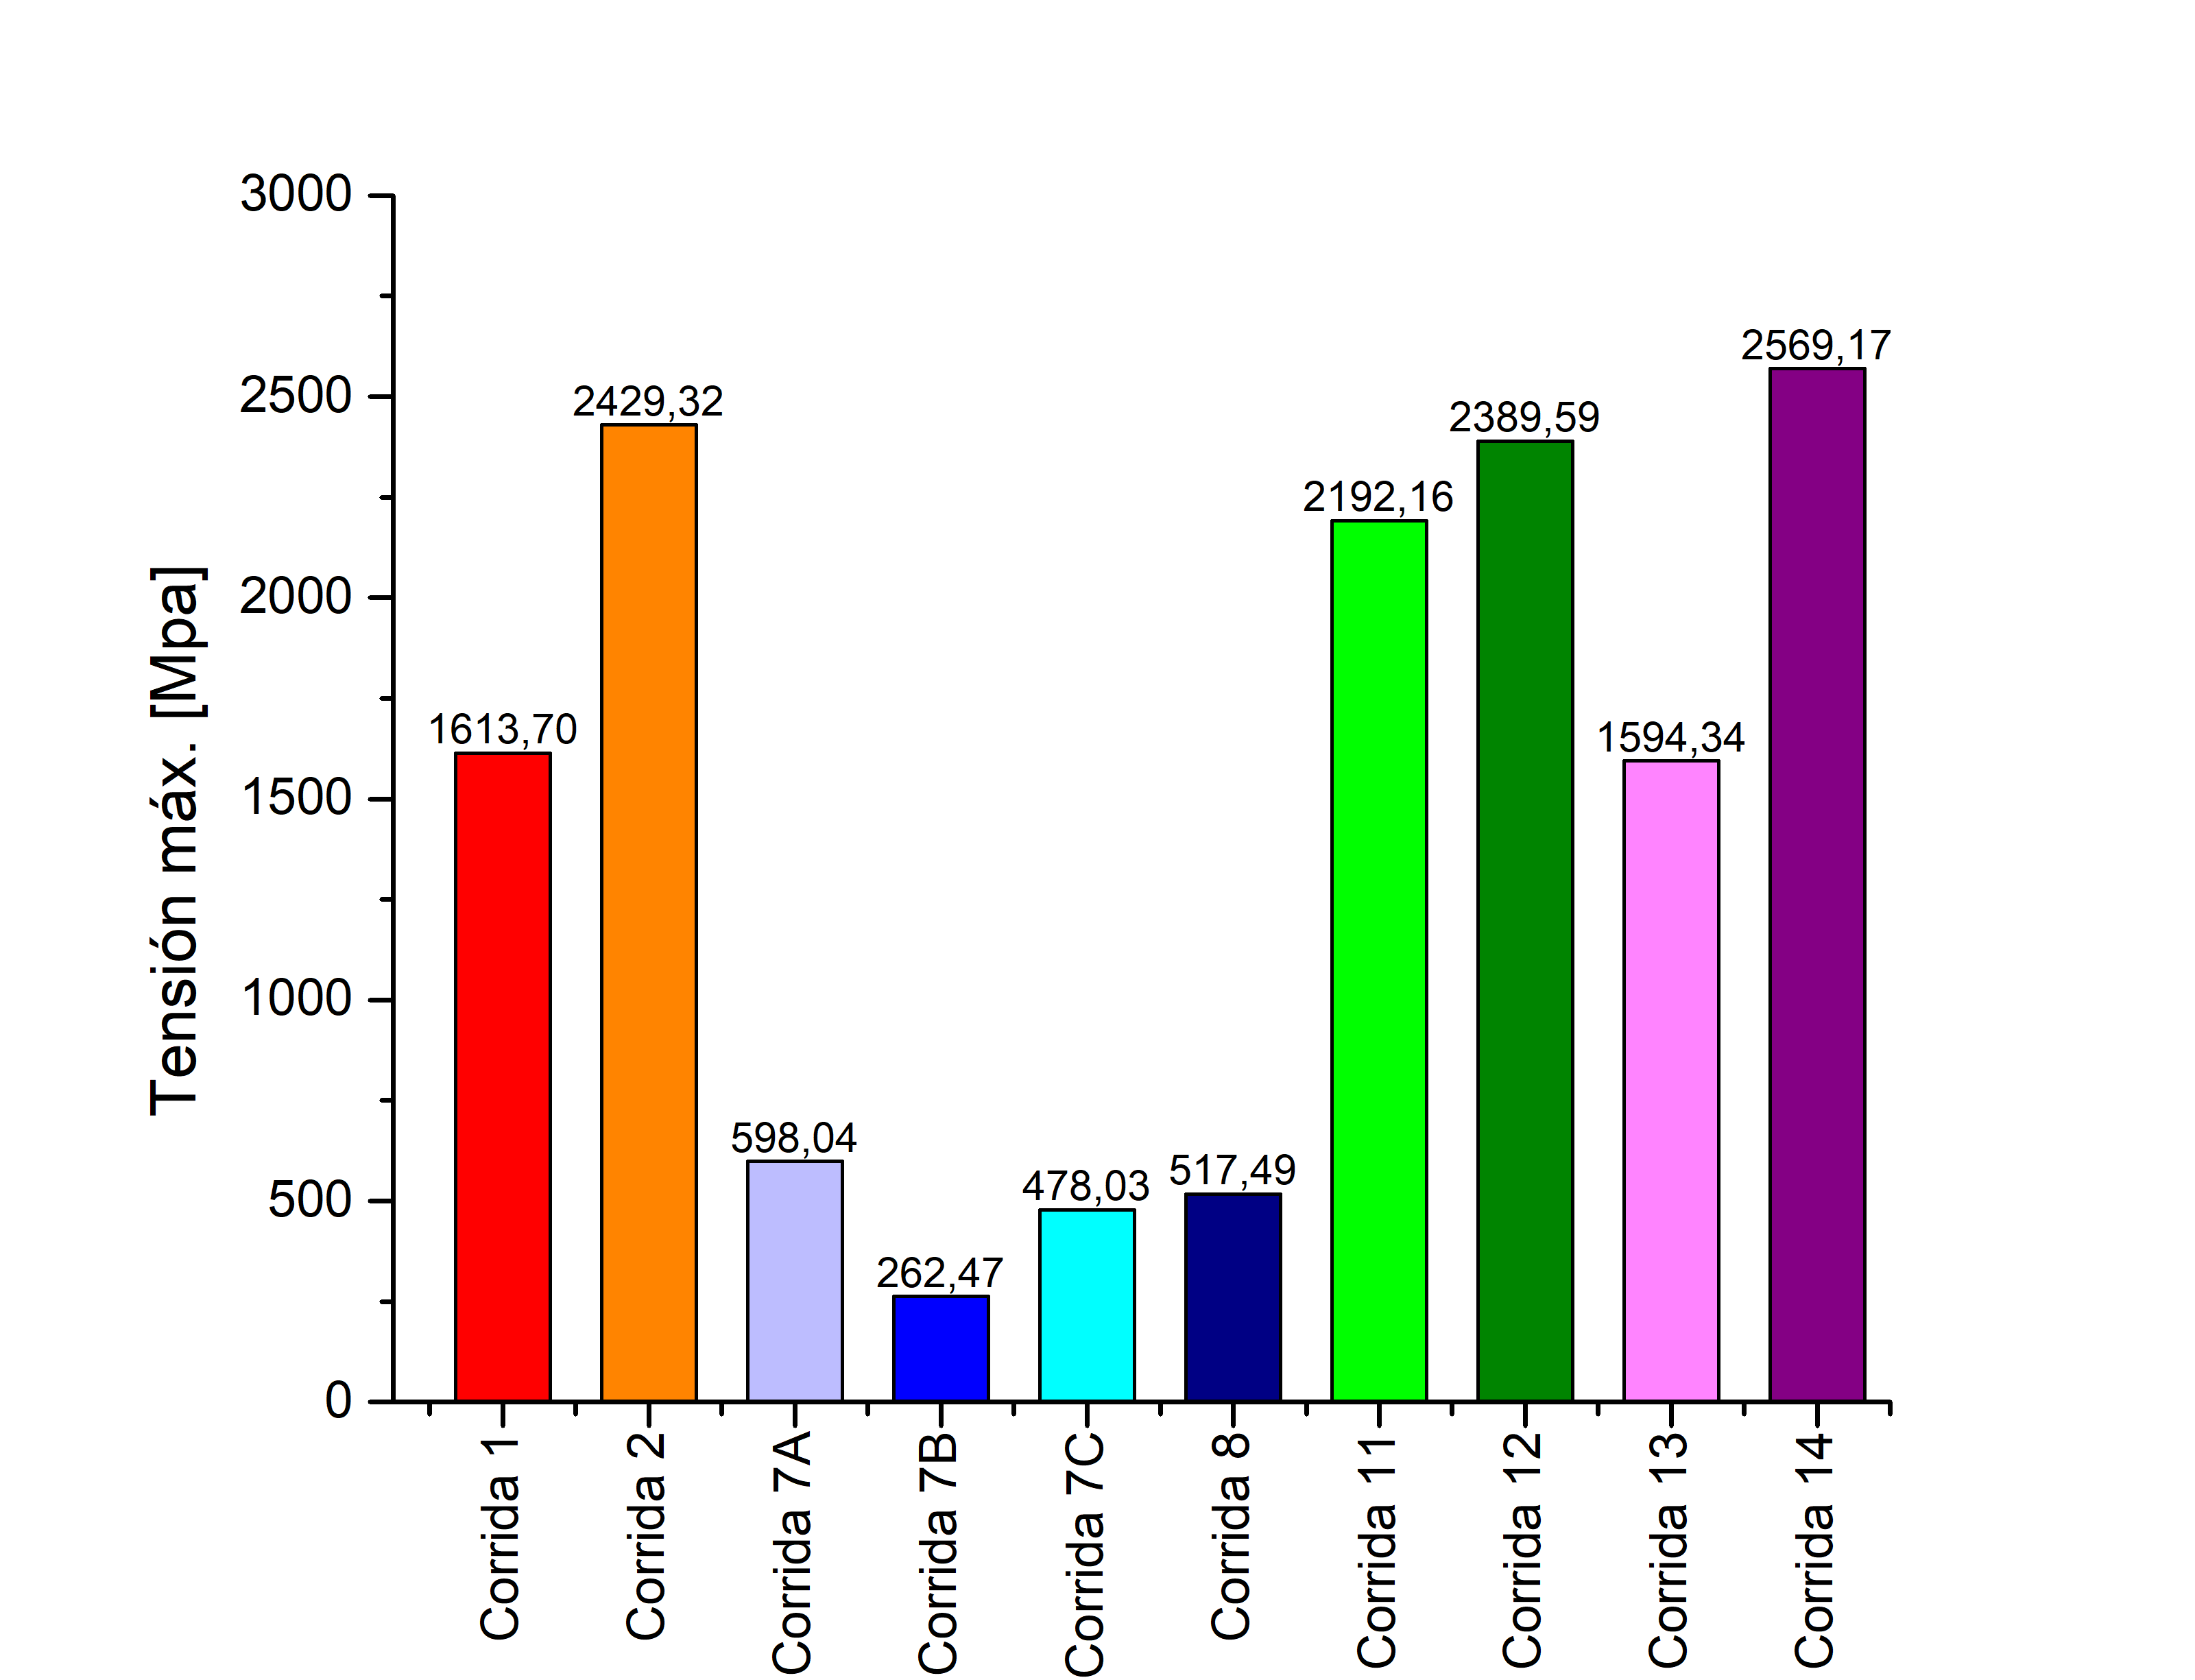 Tensión máx. [Mpa]
3000
2500
2000
1500
1000
500
0
1613,70
2429,32
598,04
262,47
478,03
517,49
2192,16
2389,59
1594,34
2569,17
Corrida 1
Corrida 2
Corrida 7A
Corrida 7B
Corrida 7C
Corrida 8
Corrida 11
Corrida 12
Corrida 13
Corrida 14